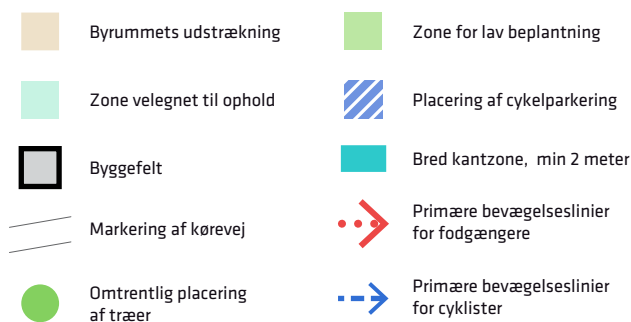 Byrummets udstrækning
Zone velegnet til ophold
Byggefelt
Markering af kørevej
Omtrentlig placering
af træer
Zone for lav beplantning
Placering af cykelparkering
Bred kantzone, min 2 meter
Primære bevægelseslinier
for fodgængere
Primære bevægelseslinier
for cyklister